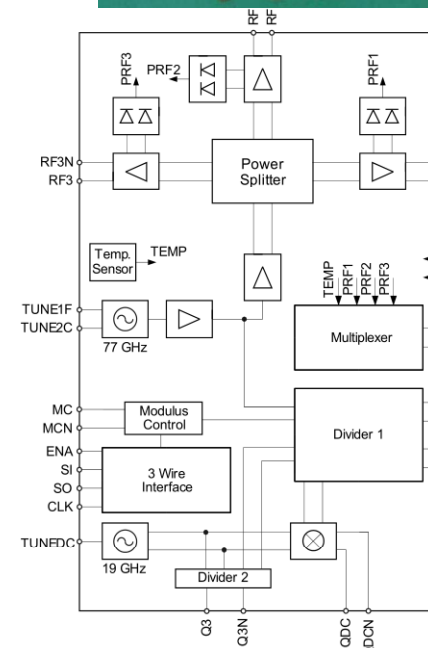 RF
RF
PRF3
PRF2
PRF1
RF3N
RF3
Power
Splitter
Temp.
Sensor
TEMP
TEMP
PRF1
PRF2
PRF3
TUNE1F
TUNE2C
77 GHz
Multiplexer
MC
MCN
Modulus
Control
Divider 1
ENA
SI
SO
CLK
3 Wire
Interface
TUNEDC
19 GHz
Divider 2
Q3
Q3N
QDC
QDCN